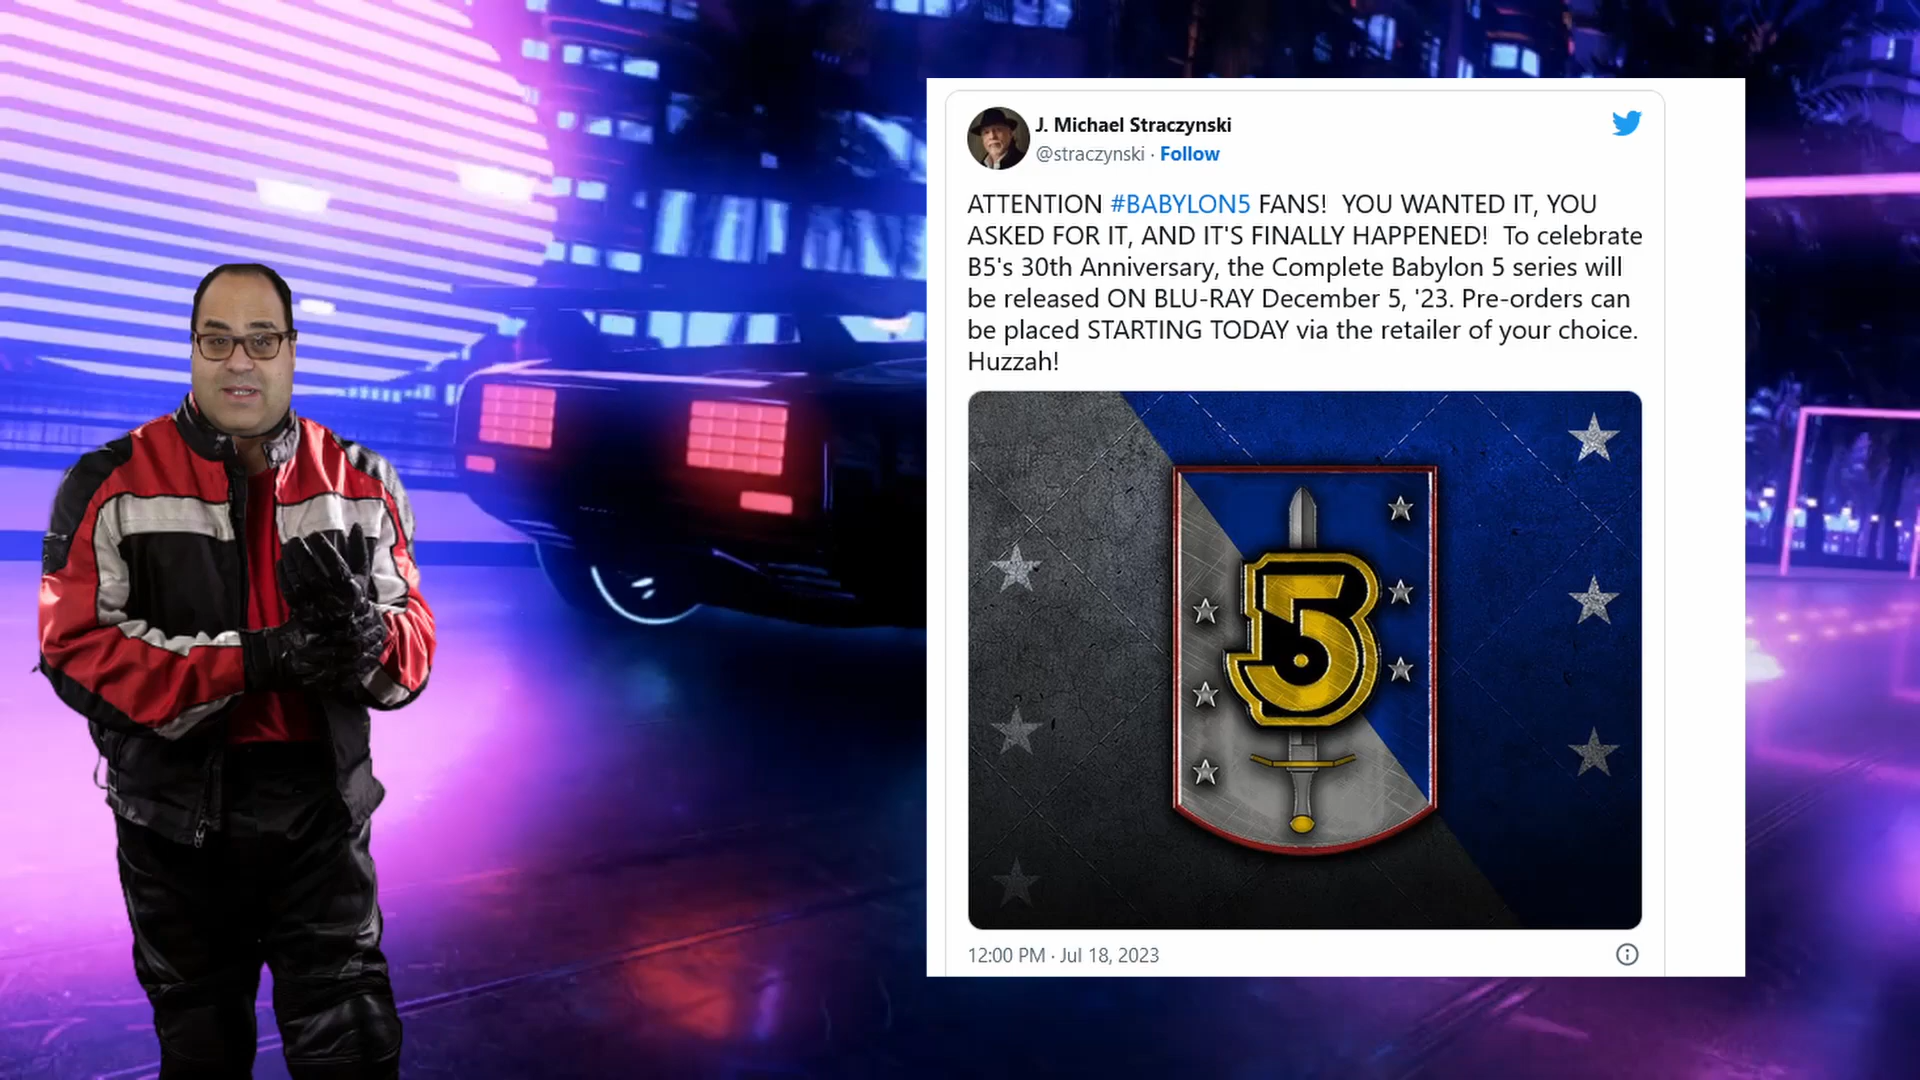 J. Michael Straczynski
@straczynski · Follow
ATTENTION #BABYLON5 FANS!  YOU WANTED IT, YOU
ASKED FOR IT, AND IT'S FINALLY HAPPENED!  To celebrate
B5's 30th Anniversary, the Complete Babylon 5 series will
be released ON BLU-RAY December 5, '23. Pre-orders can
be placed STARTING TODAY via the retailer of your choice.
Huzzah!
5
12:00 PM · Jul 18, 2023